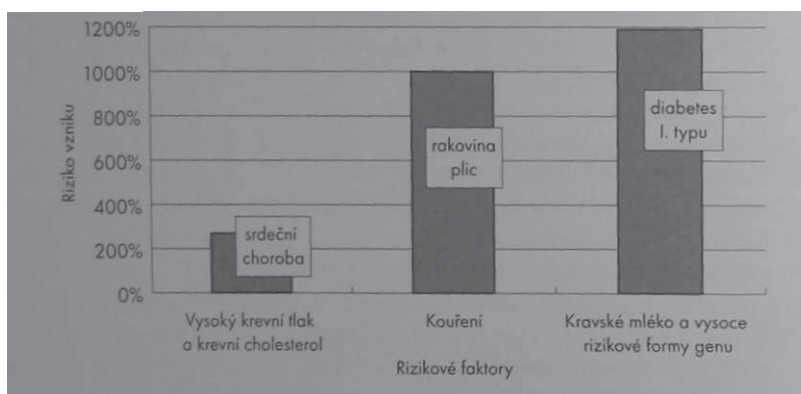 1200%
1000%
800%
600%
400%
200%
0%
Riziko vzniku
srdeční
choroba
rakovina
plic
diabetes
I. typu
Vysoký krevní tlak
a krevní cholesterol
Kouření
Kravské mléko a vysoce
rizikové formy genu
Rizikové faktory